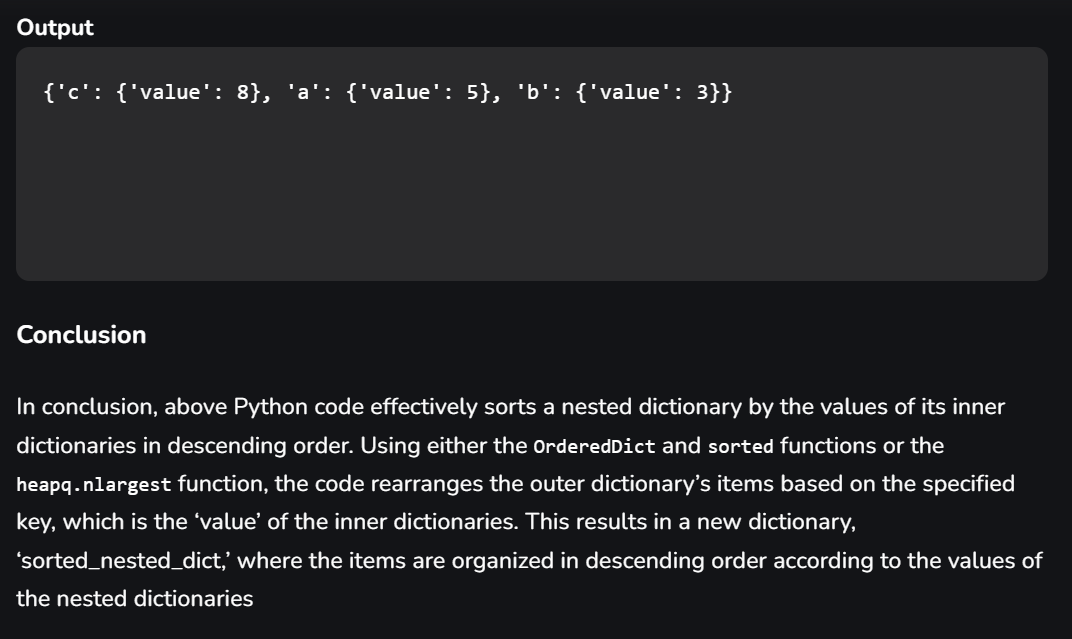 Output
{'c': {'value': 8}, 'a': {'value': 5}, 'b': {'value': 3}}
Conclusion
In conclusion, above Python code effectively sorts a nested dictionary by the values of its inner
dictionaries in descending order. Using either the OrderedDict and sorted functions or the
heapq.nlargest function, the code rearranges the outer dictionary’s items based on the specified
key, which is the ‘value’ of the inner dictionaries. This results in a new dictionary,
‘sorted_nested_dict,’ where the items are organized in descending order according to the values of
the nested dictionaries